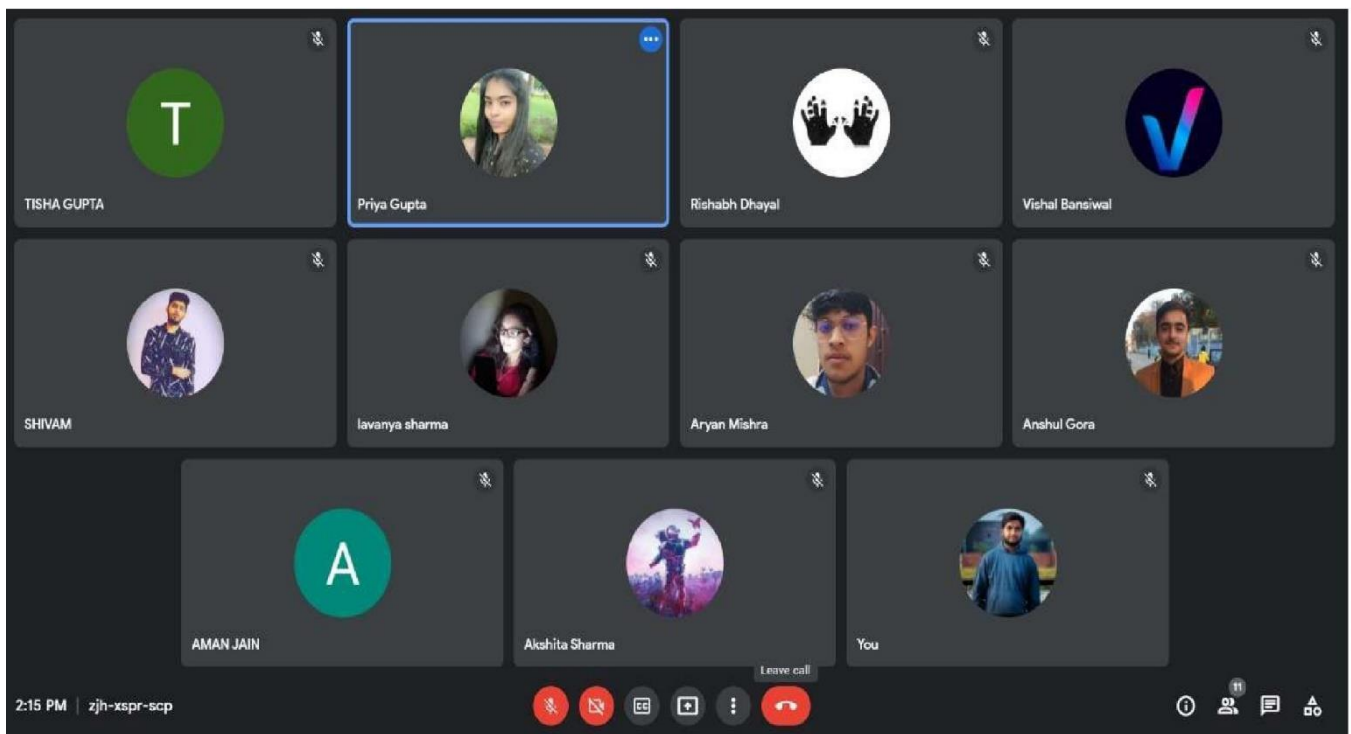 T
TISHA GUPTA
Priya Gupta
Rishabh Dhayal
Vishal Bansiwal
SHIVAM
lavanya sharma
Aryan Mishra
Anshul Gora
A
AMAN JAIN
Akshita Sharma
You
Leave call
2:15 PM | zjh-xspr-scp
CC
11